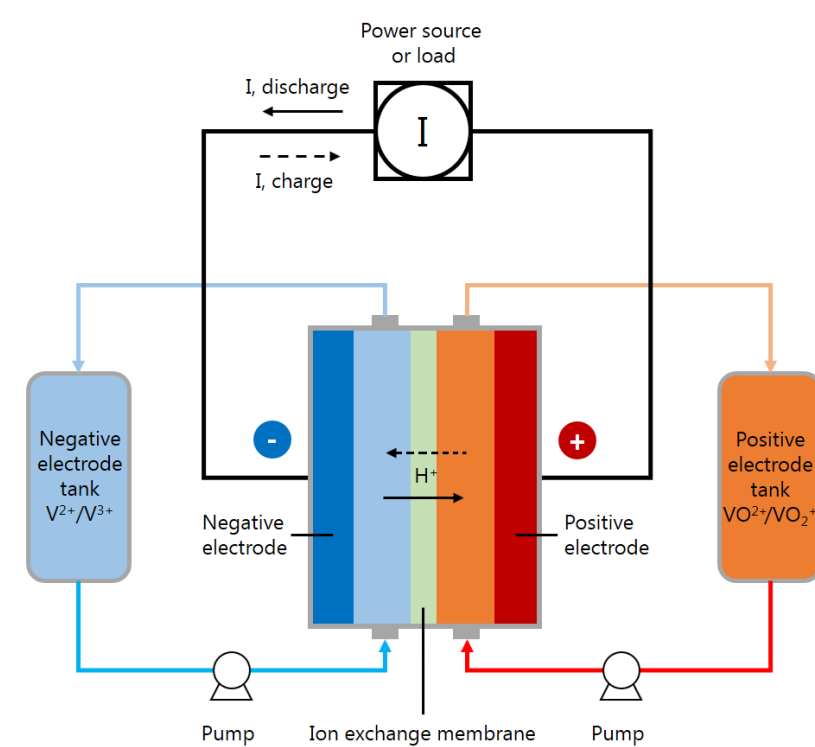 Power source
or load
I, discharge
I
I, charge
Negative
electrode
tank
V²⁺/V³⁺
-
+
Positive
electrode
tank
VO²⁺/VO₂⁺
H⁺
Negative
electrode
Positive
electrode
Pump
Ion exchange membrane
Pump